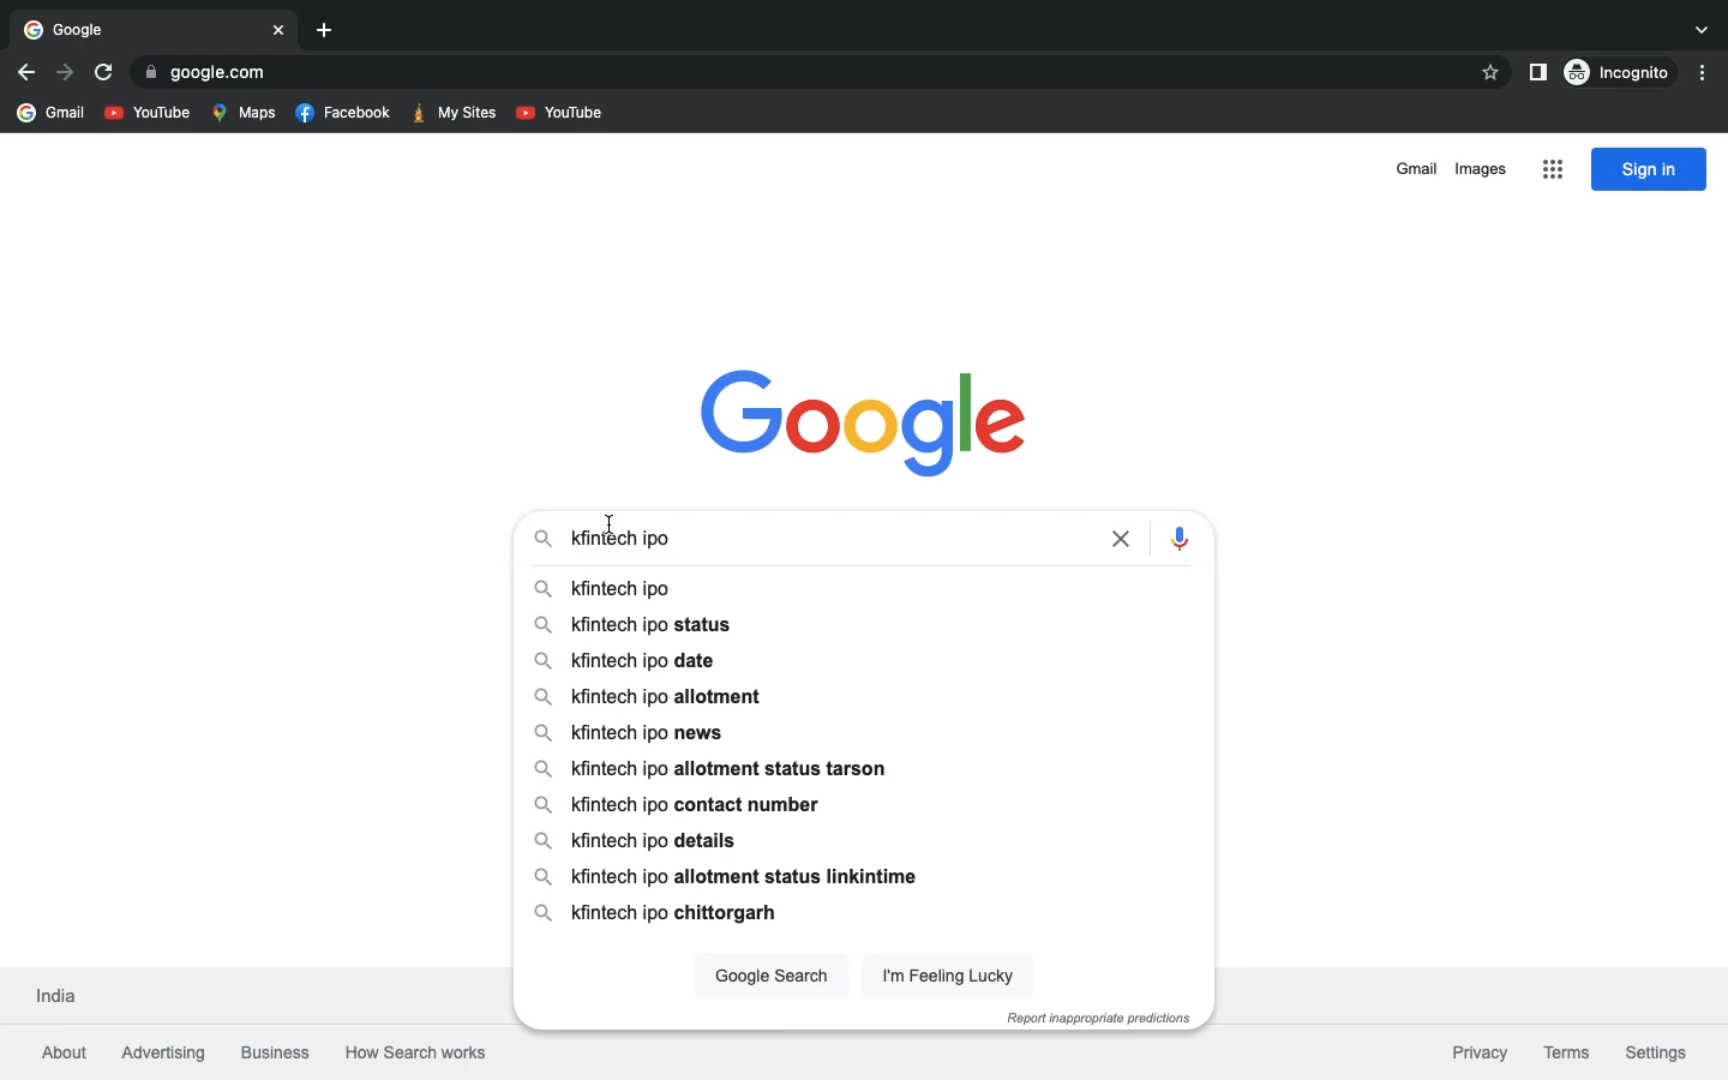 Google
google.com
Incognito
Gmail YouTube Maps Facebook My Sites YouTube
Gmail Images Sign in
Google
kfintech ipo
kfintech ipo
kfintech ipo status
kfintech ipo date
kfintech ipo allotment
kfintech ipo news
kfintech ipo allotment status tarson
kfintech ipo contact number
kfintech ipo details
kfintech ipo allotment status linkintime
kfintech ipo chittorgarh
Google Search I'm Feeling Lucky
Report inappropriate predictions
India
About Advertising Business How Search works Privacy Terms Settings